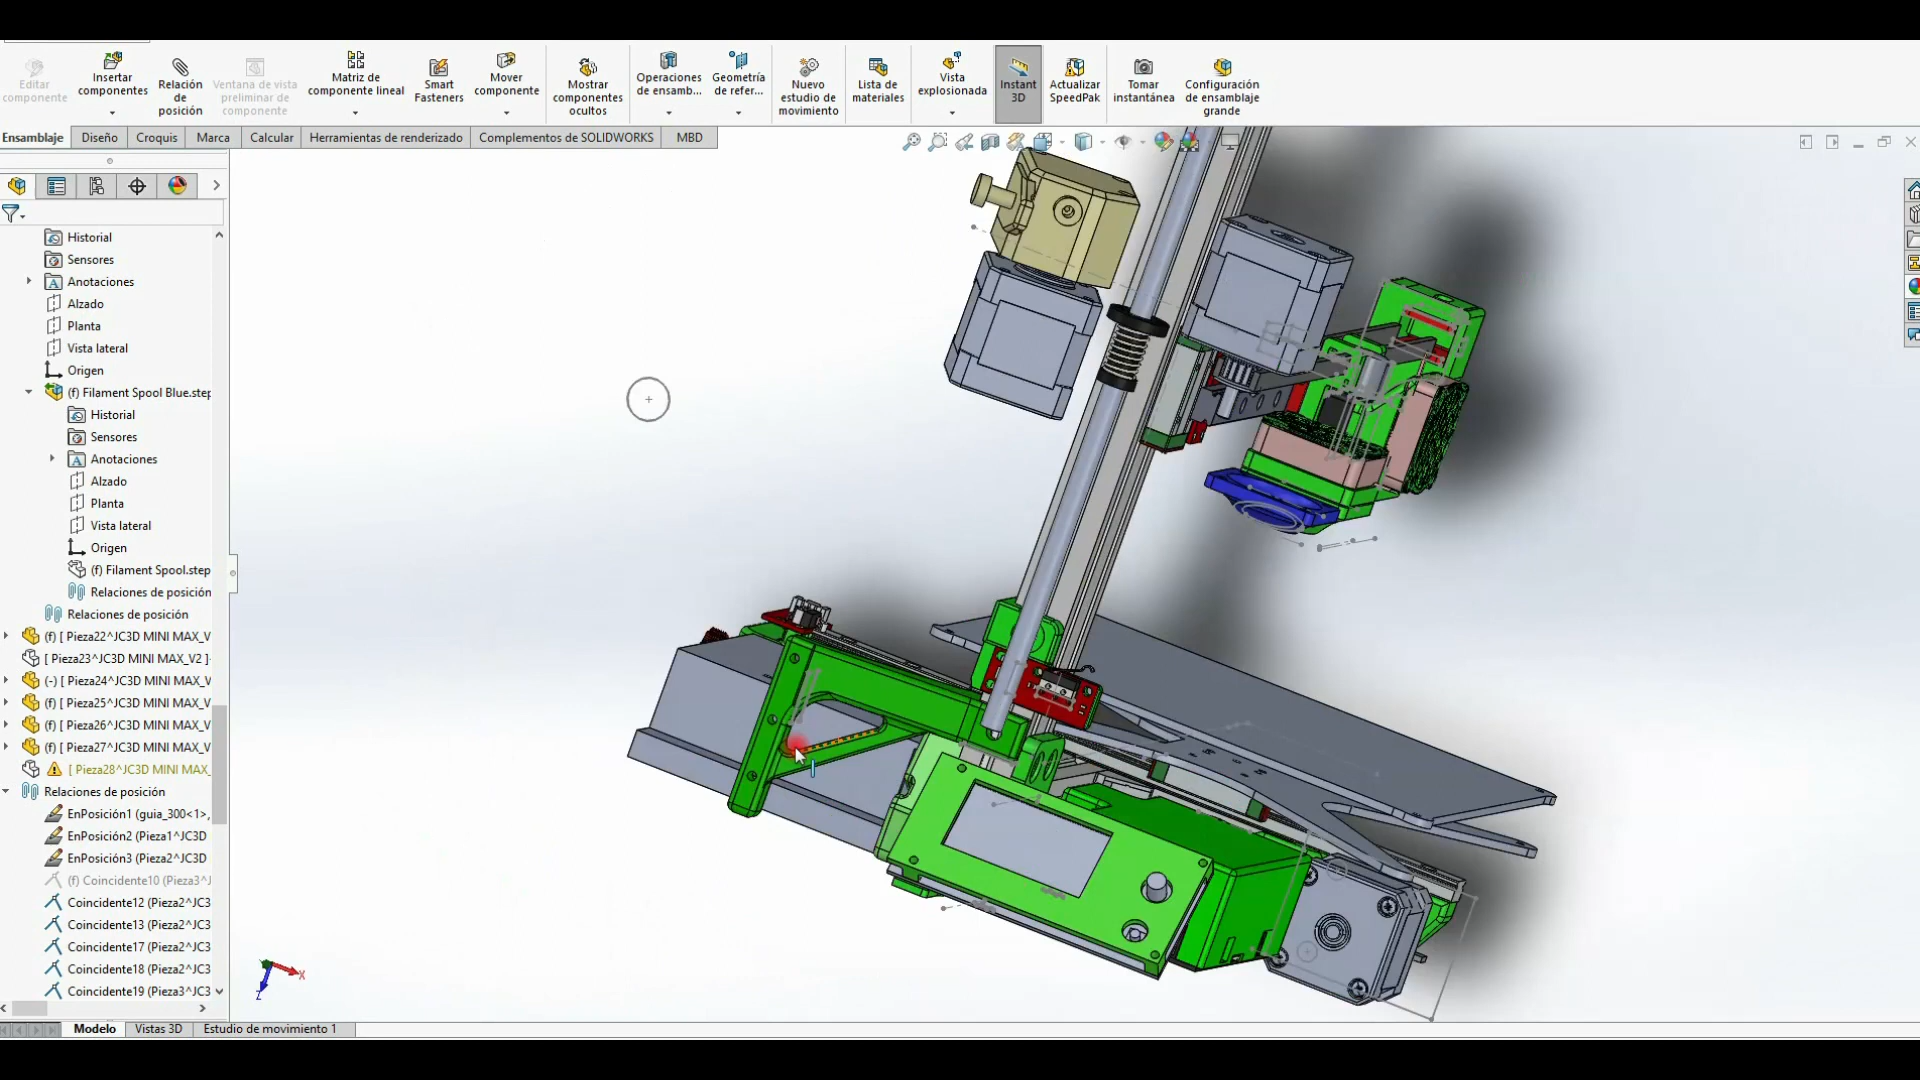 Editar componente
Insertar componentes
Relación de posición
Ventana de vista preliminar de componente
Matriz de componente lineal
Smart Fasteners
Mover componente
Mostrar componentes ocultos
Operaciones de ensamb...
Geometría de refer...
Nuevo estudio de movimiento
Lista de materiales
Vista explosionada
Instant 3D
Actualizar SpeedPak
Tomar instantánea
Configuración de ensamblaje grande
Ensamblaje
Diseño
Croquis
Marca
Calcular
Herramientas de renderizado
Complementos de SOLIDWORKS
MBD
Historial
Sensores
Anotaciones
Alzado
Planta
Vista lateral
Origen
(f) Filament Spool Blue.step
Historial
Sensores
Anotaciones
Alzado
Planta
Vista lateral
Origen
(f) Filament Spool.step
Relaciones de posición
Relaciones de posición
(f) [ Pieza22^JC3D MINI MAX_V
[ Pieza23^JC3D MINI MAX_V2 ]
(-) [ Pieza24^JC3D MINI MAX_V
(f) [ Pieza25^JC3D MINI MAX_V
(f) [ Pieza26^JC3D MINI MAX_V
(f) [ Pieza27^JC3D MINI MAX_V
[ Pieza28^JC3D MINI MAX_
Relaciones de posición
EnPosición1 (guia_300<1>,
EnPosición2 (Pieza1^JC3D
EnPosición3 (Pieza2^JC3D
(f) Coincidente10 (Pieza3^J
Coincidente12 (Pieza2^JC3
Coincidente13 (Pieza2^JC3
Coincidente17 (Pieza2^JC3
Coincidente18 (Pieza2^JC3
Coincidente19 (Pieza3^JC3
X
Z
Modelo
Vistas 3D
Estudio de movimiento 1